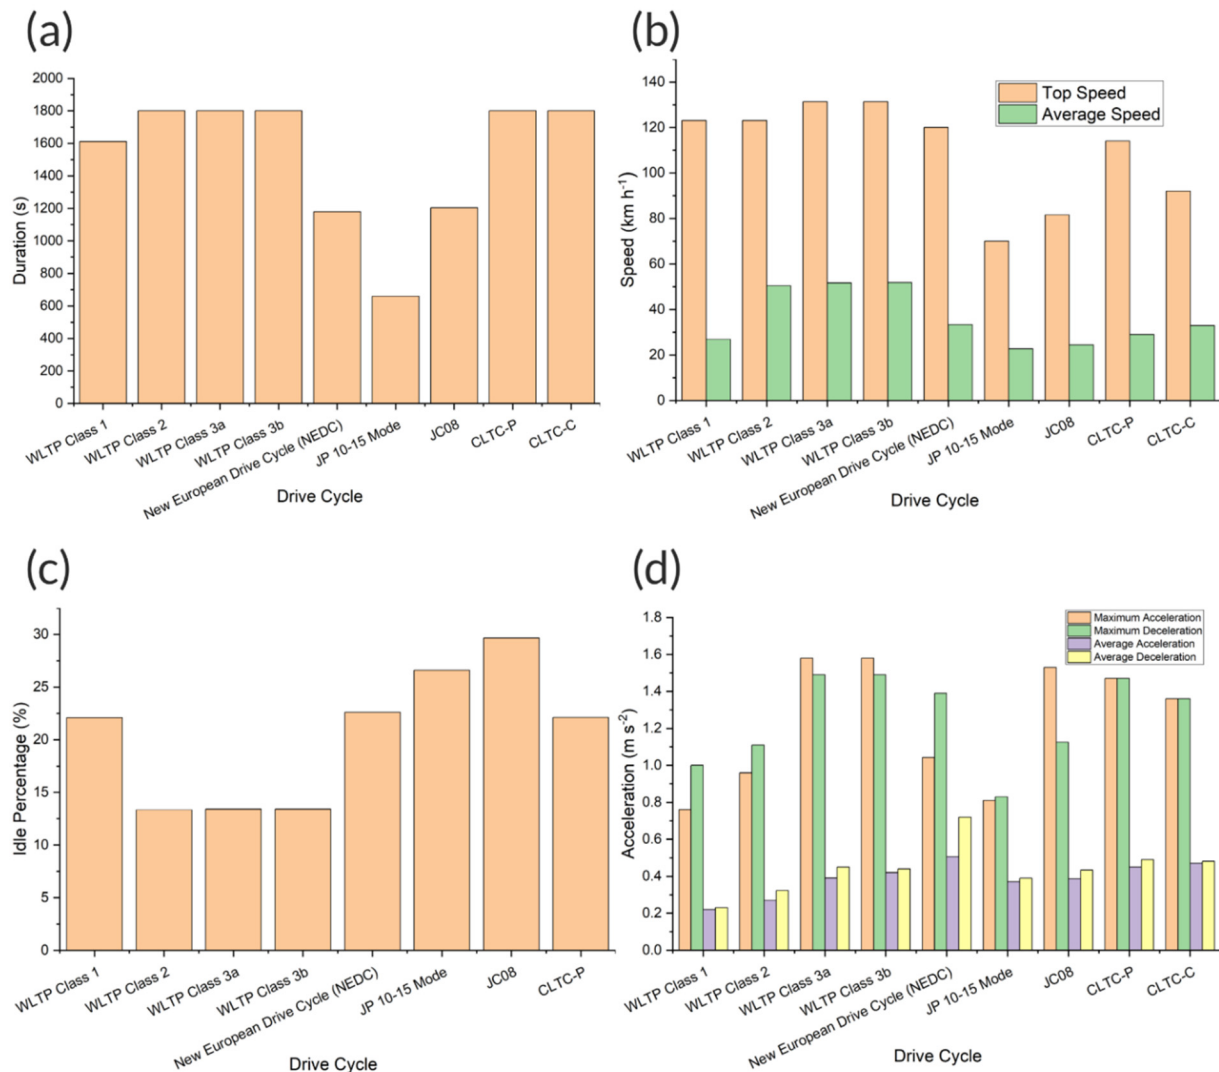 (a)
2000
1800
1600
1400
1200
1000
800
600
400
200
0
Duration (s)
WLTP Class 1
WLTP Class 2
WLTP Class 3a
WLTP Class 3b
New European Drive Cycle (NEDC)
JP 10-15 Mode
JC08
CLTC-P
CLTC-C
Drive Cycle
(b)
140
120
100
80
60
40
20
0
Speed (km h⁻¹)
Top Speed
Average Speed
WLTP Class 1
WLTP Class 2
WLTP Class 3a
WLTP Class 3b
New European Drive Cycle (NEDC)
JP 10-15 Mode
JC08
CLTC-P
CLTC-C
Drive Cycle
(c)
30
25
20
15
10
5
0
Idle Percentage (%)
WLTP Class 1
WLTP Class 2
WLTP Class 3a
WLTP Class 3b
New European Drive Cycle (NEDC)
JP 10-15 Mode
JC08
CLTC-P
Drive Cycle
(d)
1.8
1.6
1.4
1.2
1.0
0.8
0.6
0.4
0.2
0.0
Acceleration (m s⁻²)
Maximum Acceleration
Maximum Deceleration
Average Acceleration
Average Deceleration
WLTP Class 1
WLTP Class 2
WLTP Class 3a
WLTP Class 3b
New European Drive Cycle (NEDC)
JP 10-15 Mode
JC08
CLTC-P
CLTC-C
Drive Cycle